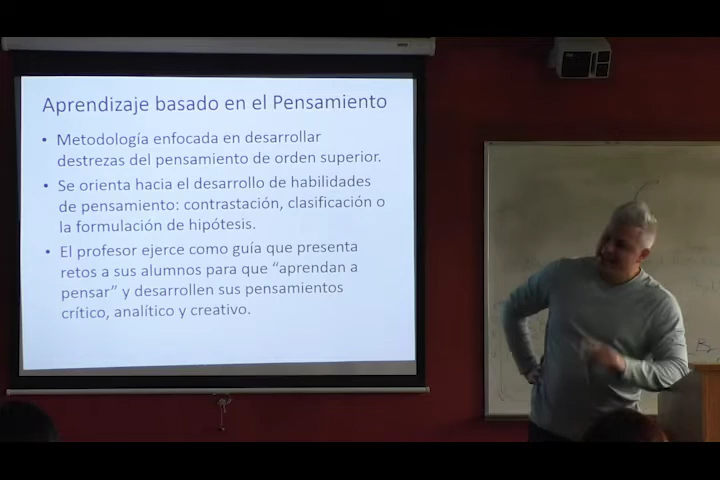 Aprendizaje basado en el Pensamiento
• Metodología enfocada en desarrollar
destrezas del pensamiento de orden superior.
• Se orienta hacia el desarrollo de habilidades
de pensamiento: contrastación, clasificación o
la formulación de hipótesis.
• El profesor ejerce como guía que presenta
retos a sus alumnos para que “aprendan a
pensar” y desarrollen sus pensamientos
crítico, analítico y creativo.